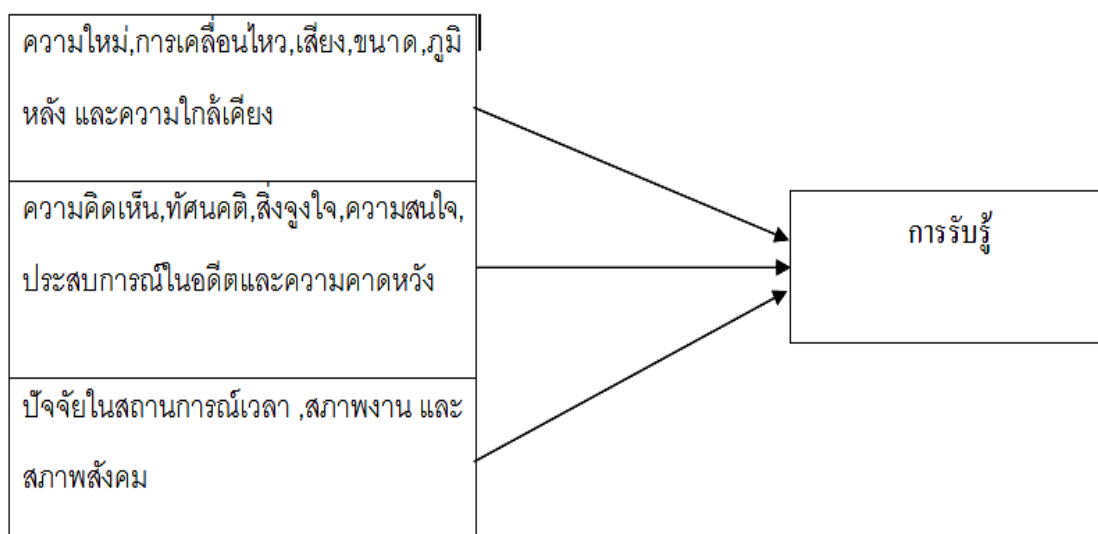 ความใหม่,การเคลื่อนไหว,เสียง,ขนาด,ภูมิ
หลัง และความใกล้เคียง
ความคิดเห็น,ทัศนคติ,สิ่งจูงใจ,ความสนใจ,
ประสบการณ์ในอดีตและความคาดหวัง
การรับรู้
ปัจจัยในสถานการณ์เวลา ,สภาพงาน และ
สภาพสังคม